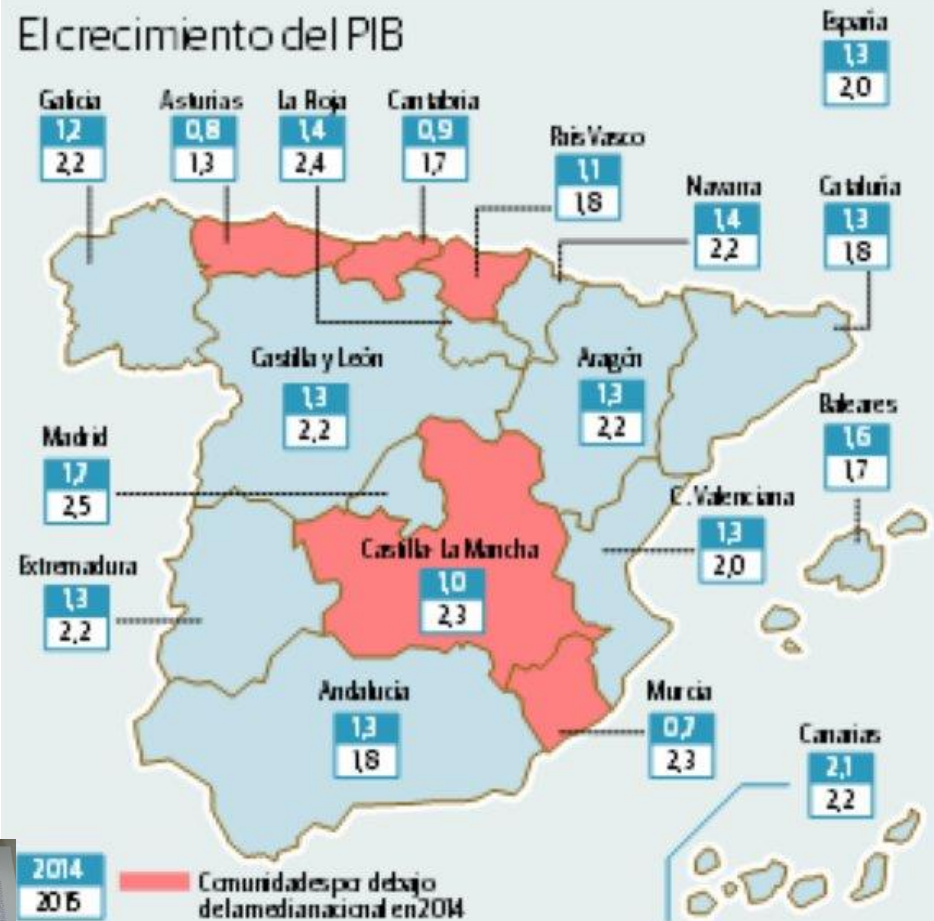 El crecimiento del PIB
España
1,3
2,0
Galicia
1,2
2,2
Asturias
0,8
1,3
La Roja
1,4
2,4
Cantabria
0,9
1,7
País Vasco
1,1
1,8
Navarra
1,4
2,2
Cataluña
1,3
1,8
Castilla y León
1,3
2,2
Aragón
1,3
2,2
Baleares
1,6
1,7
Madrid
1,7
2,5
C. Valenciana
1,3
2,0
Castilla-La Mancha
1,0
2,3
Extremadura
1,3
2,2
Andalucía
1,3
1,8
Murcia
0,7
2,3
Canarias
2,1
2,2
2014
2015
Comunidades por debajo
de la media nacional en 2014